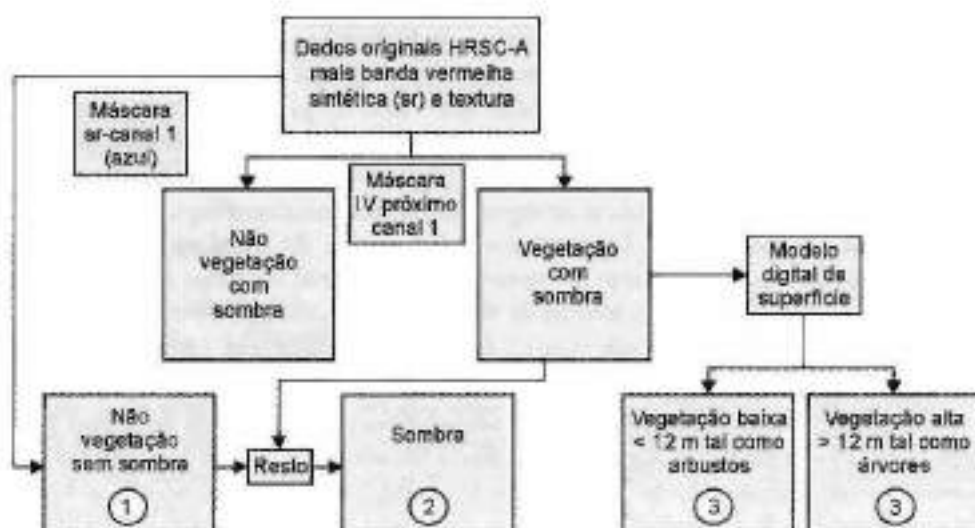 Dados originais HRSC-A
mais banda vermelha
sintética (sr) e textura
Máscara
sr-canal 1
(azul)
Máscara
IV próximo
canal 1
Não
vegetação
com
sombra
Vegetação
com
sombra
Modelo
digital de
superfície
Não
vegetação
sem sombra
1
Resto
Sombra
2
Vegetação baixa
< 12 m tal como
arbustos
3
Vegetação alta
> 12 m tal como
árvores
3